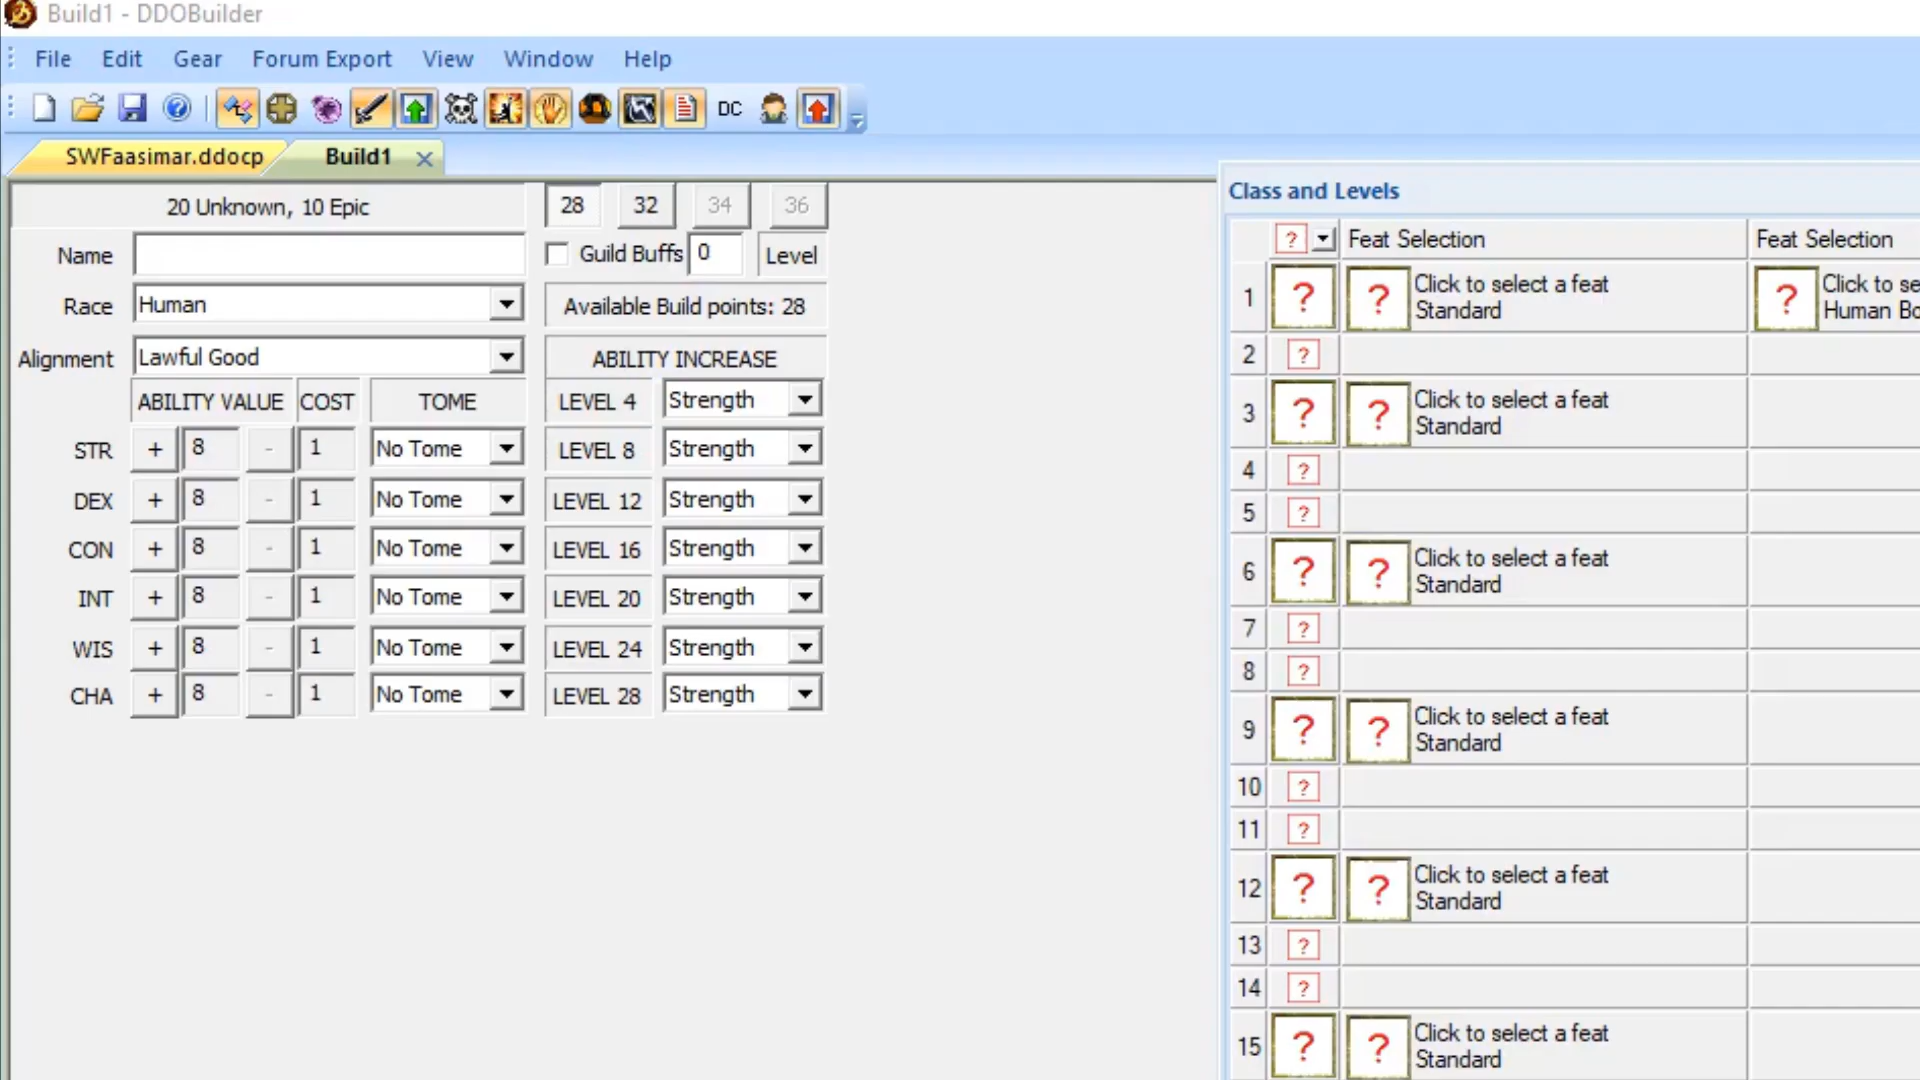 Build1 - DDOBuilder
File Edit Gear Forum Export View Window Help
DC
SWFaasimar.ddocp Build1
20 Unknown, 10 Epic
28 32 34 36
Name
Guild Buffs 0 Level
Race Human
Available Build points: 28
Alignment Lawful Good
ABILITY INCREASE
ABILITY VALUE COST TOME
LEVEL 4 Strength
STR + 8 - 1 No Tome
LEVEL 8 Strength
DEX + 8 - 1 No Tome
LEVEL 12 Strength
CON + 8 - 1 No Tome
LEVEL 16 Strength
INT + 8 - 1 No Tome
LEVEL 20 Strength
WIS + 8 - 1 No Tome
LEVEL 24 Strength
CHA + 8 - 1 No Tome
LEVEL 28 Strength
Class and Levels
? Feat Selection Feat Selection
1 ? ? Click to select a feat
Standard
? Click to se
Human Bo
2 ?
3 ? ? Click to select a feat
Standard
4 ?
5 ?
6 ? ? Click to select a feat
Standard
7 ?
8 ?
9 ? ? Click to select a feat
Standard
10 ?
11 ?
12 ? ? Click to select a feat
Standard
13 ?
14 ?
15 ? ? Click to select a feat
Standard